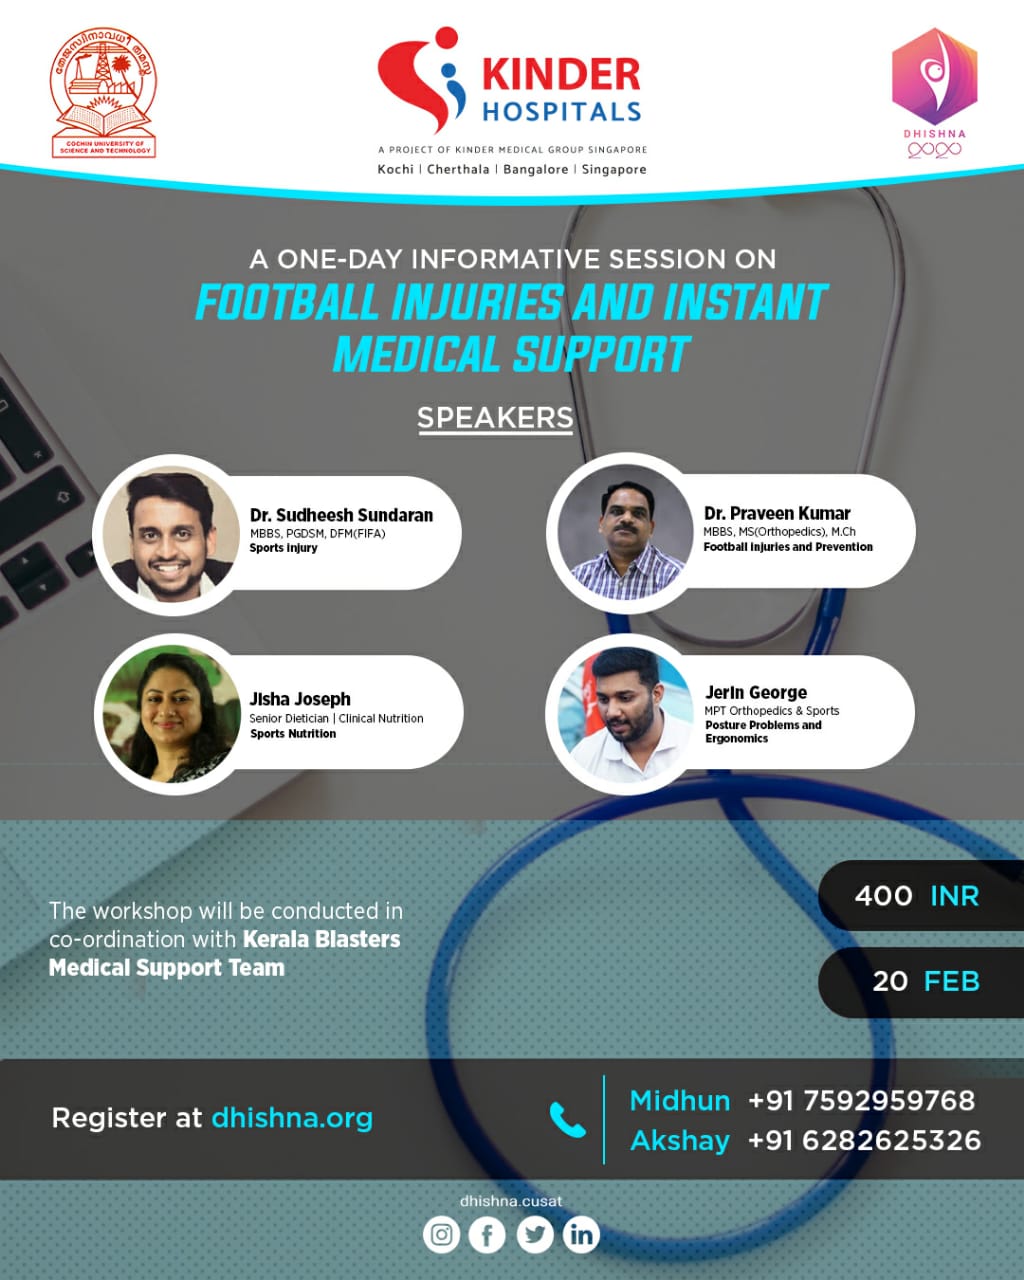 തേജസ്വിനാവധീതമസ്തു
COCHIN UNIVERSITY OF
SCIENCE AND TECHNOLOGY
KINDER
HOSPITALS
A PROJECT OF KINDER MEDICAL GROUP SINGAPORE
Kochi | Cherthala | Bangalore | Singapore
DHISHNA
2020
A ONE-DAY INFORMATIVE SESSION ON
FOOTBALL INJURIES AND INSTANT
MEDICAL SUPPORT
SPEAKERS
Dr. Sudheesh Sundaran
MBBS, PGDSM, DFM(FIFA)
Sports injury
Dr. Praveen Kumar
MBBS, MS(Orthopedics), M.Ch
Football Injuries and Prevention
Jisha Joseph
Senior Dietician | Clinical Nutrition
Sports Nutrition
Jerin George
MPT Orthopedics & Sports
Posture Problems and
Ergonomics
The workshop will be conducted in
co-ordination with Kerala Blasters
Medical Support Team
400 INR
20 FEB
Register at dhishna.org
Midhun +91 7592959768
Akshay +91 6282625326
dhishna.cusat